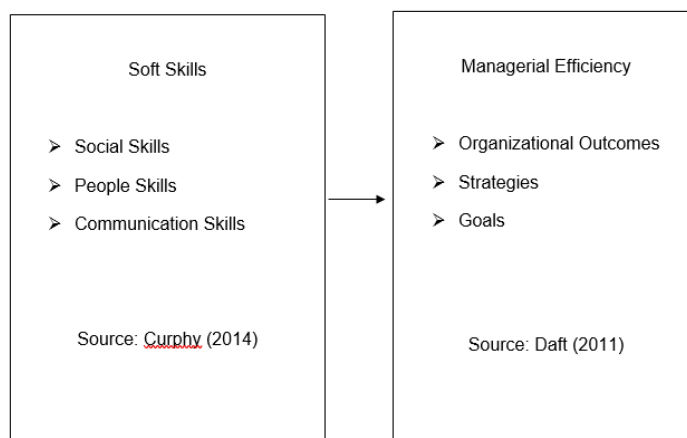 Soft Skills
➢ Social Skills
➢ People Skills
➢ Communication Skills
Source: Curphy (2014)
Managerial Efficiency
➢ Organizational Outcomes
➢ Strategies
➢ Goals
Source: Daft (2011)